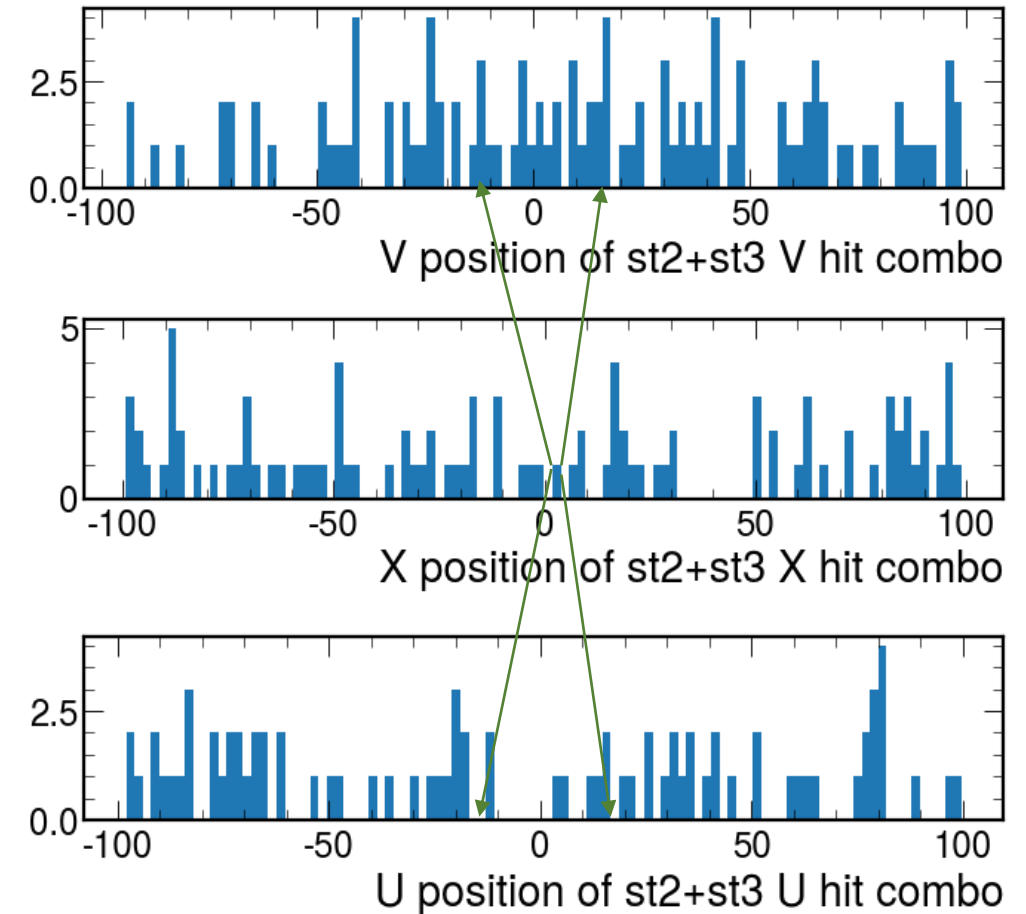 2.5
0.0
-100 -50 0 50 100
V position of st2+st3 V hit combo
5
0
-100 -50 0 50 100
X position of st2+st3 X hit combo
2.5
0.0
-100 -50 0 50 100
U position of st2+st3 U hit combo